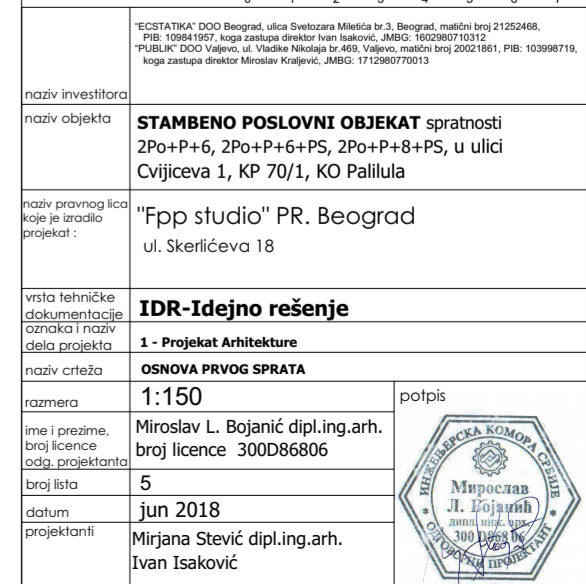 "ECSTATIKA" DOO Beograd, ulica Svetozara Miletića br.3, Beograd, matični broj 21252468,
PIB: 109841957, koga zastupa direktor Ivan Isaković, JMBG: 1602980710312
"PUBLIK" DOO Valjevo, ul. Vladike Nikolaja br.469, Valjevo, matični broj 20021861, PIB: 103998719,
koga zastupa direktor Miroslav Kraljević, JMBG: 1712980770013
naziv investitora
naziv objekta
STAMBENO POSLOVNI OBJEKAT spratnosti
2Po+P+6, 2Po+P+6+PS, 2Po+P+8+PS, u ulici
Cvijiceva 1, KP 70/1, KO Palilula
naziv pravnog lica
koje je izradilo
projekat :
"Fpp studio" PR. Beograd
ul. Skerlićeva 18
vrsta tehničke
dokumentacije
IDR-Idejno rešenje
oznaka i naziv
dela projekta
1 - Projekat Arhitekture
naziv crteža
OSNOVA PRVOG SPRATA
razmera
1:150
potpis
ime i prezime,
broj licence
odg. projektanta
Miroslav L. Bojanić dipl.ing.arh.
broj licence 300D86806
broj lista
5
datum
jun 2018
projektanti
Mirjana Stević dipl.ing.arh.
Ivan Isaković
ИНЖЕЊЕРСКА КОМОРА СРБИЈЕ
Мирослав
Л. Бојанић
дипл. инж. арх.
300 D868 06
ОДГОВОРНИ ПРОЈЕКТАНТ